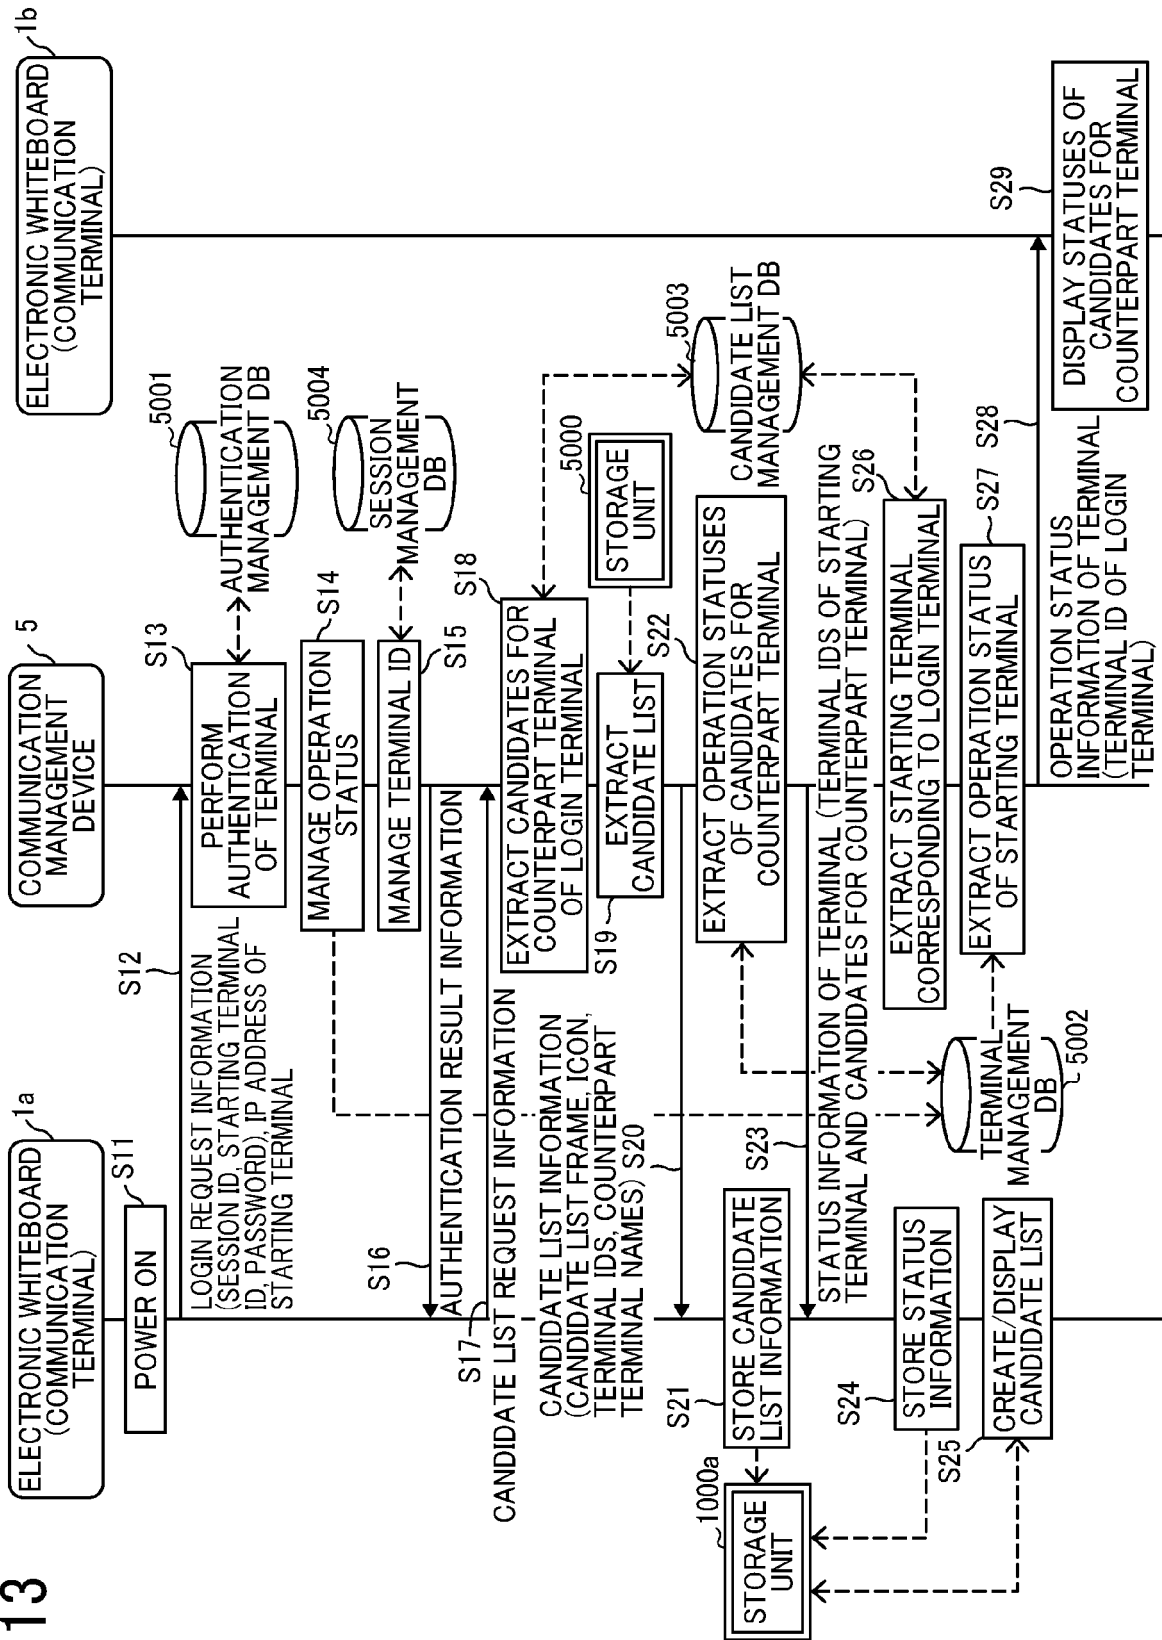 13
ELECTRONIC WHITEBOARD
(COMMUNICATION
TERMINAL)
1a
COMMUNICATION
MANAGEMENT
DEVICE
5
ELECTRONIC WHITEBOARD
(COMMUNICATION
TERMINAL)
1b
POWER ON
S11
S12
LOGIN REQUEST INFORMATION
(SESSION ID, STARTING TERMINAL
ID, PASSWORD), IP ADDRESS OF
STARTING TERMINAL
PERFORM
AUTHENTICATION
OF TERMINAL
S13
5001
AUTHENTICATION
MANAGEMENT DB
MANAGE OPERATION
STATUS
S14
MANAGE TERMINAL ID
S15
5004
SESSION
MANAGEMENT
DB
S16
AUTHENTICATION RESULT INFORMATION
S17
CANDIDATE LIST REQUEST INFORMATION
EXTRACT CANDIDATES FOR
COUNTERPART TERMINAL
OF LOGIN TERMINAL
S18
EXTRACT
CANDIDATE LIST
S19
5000
STORAGE
UNIT
5003
CANDIDATE LIST
MANAGEMENT DB
CANDIDATE LIST INFORMATION
(CANDIDATE LIST FRAME, ICON,
TERMINAL IDS, COUNTERPART
TERMINAL NAMES) S20
STORE CANDIDATE
LIST INFORMATION
S21
1000a
STORAGE
UNIT
EXTRACT OPERATION STATUSES
OF CANDIDATES FOR
COUNTERPART TERMINAL
S22
S23
STATUS INFORMATION OF TERMINAL (TERMINAL IDS OF STARTING
TERMINAL AND CANDIDATES FOR COUNTERPART TERMINAL)
STORE STATUS
INFORMATION
S24
CREATE/DISPLAY
CANDIDATE LIST
S25
EXTRACT STARTING TERMINAL
CORRESPONDING TO LOGIN TERMINAL
S26
TERMINAL
MANAGEMENT
DB
5002
EXTRACT OPERATION STATUS
OF STARTING TERMINAL
S27
S28
OPERATION STATUS
INFORMATION OF TERMINAL
(TERMINAL ID OF LOGIN
TERMINAL)
DISPLAY STATUSES OF
CANDIDATES FOR
COUNTERPART TERMINAL
S29